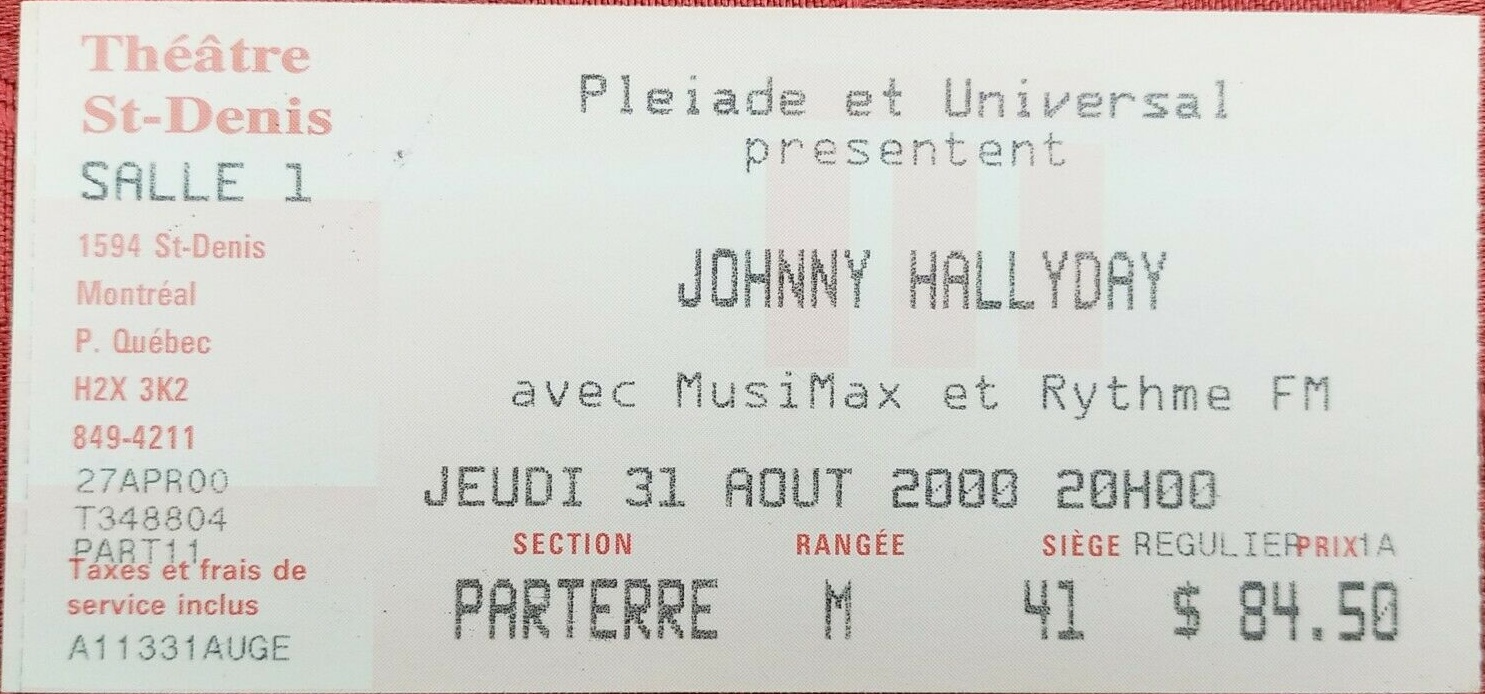 Théâtre
St-Denis
SALLE 1
1594 St-Denis
Montréal
P. Québec
H2X 3K2
849-4211
27APR00
T348804
PART11
Taxes et frais de
service inclus
A11331AUGE
Pleiade et Universal
presentent
JOHNNY HALLYDAY
avec MusiMax et Rythme FM
JEUDI 31 AOUT 2000 20H00
SECTION RANGÉE SIÈGE REGULIER PRIX 1A
PARTERRE M 41 $ 84.50